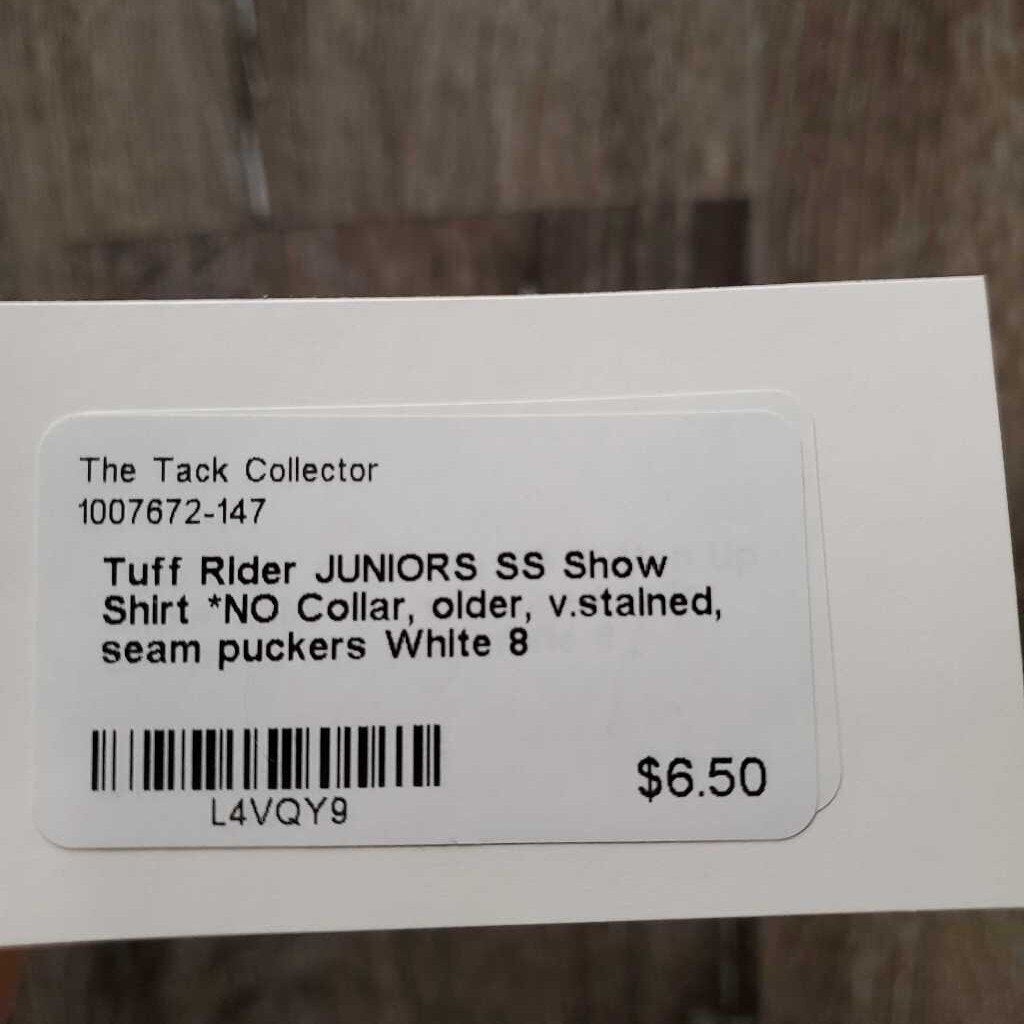 The Tack Collector
1007672-147
Tuff Rider JUNIORS SS Show
Shirt *NO Collar, older, v.stained,
seam puckers White 8
L4VQY9
$6.50